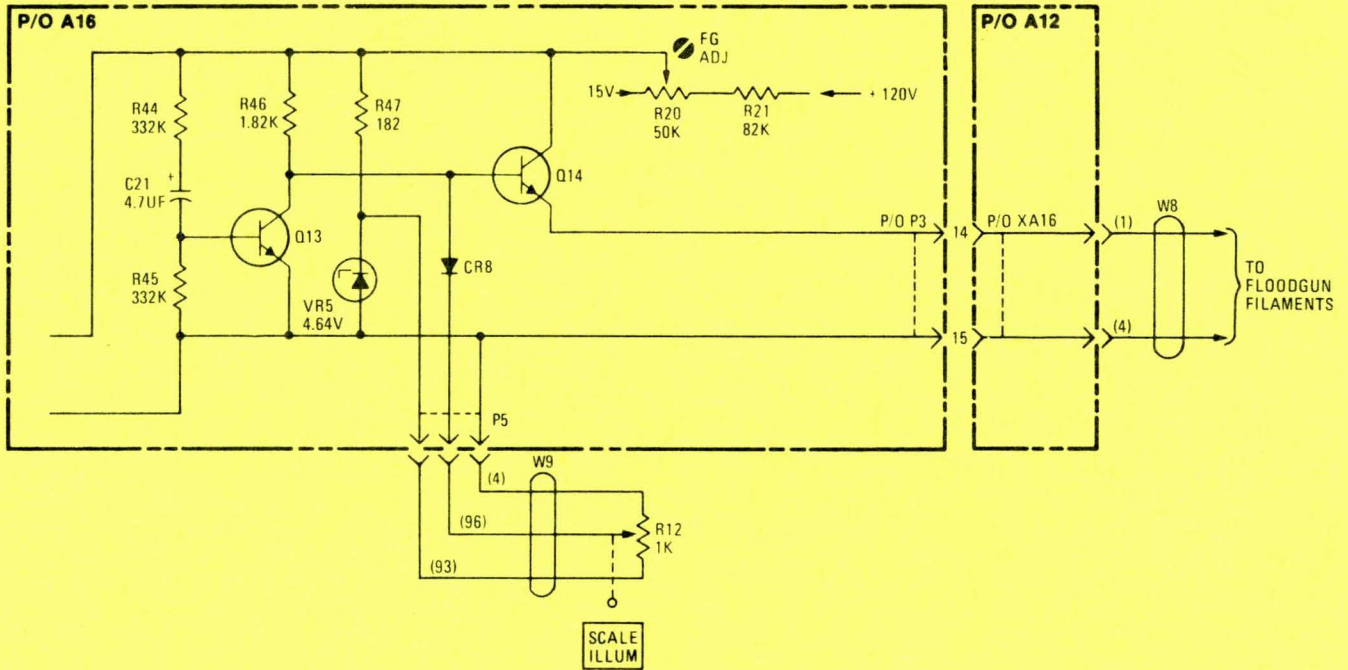 P/O A16
P/O A12
FG
ADJ
15V
R20
50K
R21
82K
+ 120V
R44
332K
R46
1.82K
R47
182
Q14
C21
+
4.7UF
Q13
R45
332K
VR5
4.64V
CR8
P/O P3
14
P/O XA16
(1)
W8
15
(4)
TO
FLOODGUN
FILAMENTS
P5
W9
(4)
(96)
(93)
R12
1K
SCALE
ILLUM